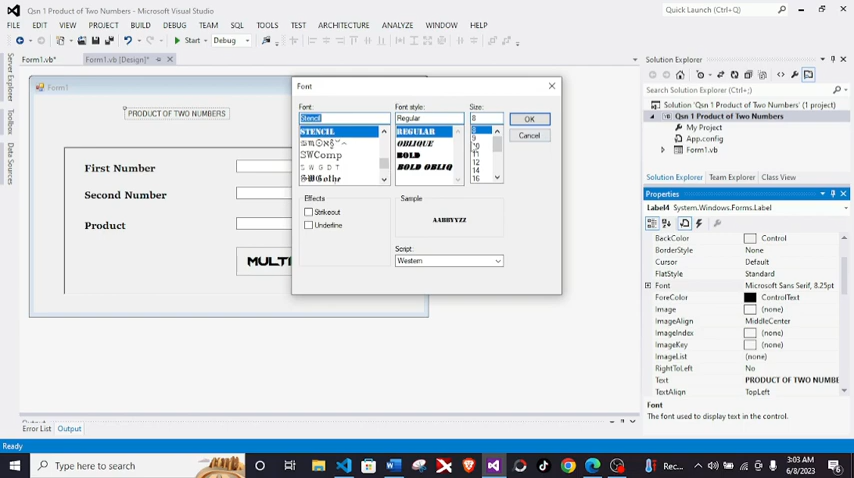 Qsn 1 Product of Two Numbers - Microsoft Visual Studio
Quick Launch (Ctrl+Q)
FILE EDIT VIEW PROJECT BUILD DEBUG TEAM SQL TOOLS TEST ARCHITECTURE ANALYZE WINDOW HELP
Start Debug
Form1.vb* Form1.vb [Design]*
Server Explorer
Toolbox
Data Sources
Form1
PRODUCT OF TWO NUMBERS
First Number
Second Number
Product
MULTI
Font
Font: Font style: Size:
Stencil Regular 8
STENCIL REGULAR 8
OBLIQUE 9
SWComp BOLD 10
S W G D T BOLD OBLIQ 11
12
14
16
OK
Cancel
Effects
Strikeout
Underline
Sample
AABBYYZZ
Script:
Western
Solution Explorer
Search Solution Explorer (Ctrl+;)
Solution 'Qsn 1 Product of Two Numbers' (1 project)
Qsn 1 Product of Two Numbers
My Project
App.config
Form1.vb
Solution Explorer Team Explorer Class View
Properties
Label4 System.Windows.Forms.Label
BackColor Control
BorderStyle None
Cursor Default
FlatStyle Standard
Font Microsoft Sans Serif, 8.25pt
ForeColor ControlText
Image (none)
ImageAlign MiddleCenter
ImageIndex (none)
ImageKey (none)
ImageList (none)
RightToLeft No
Text PRODUCT OF TWO NUMBE
TextAlign TopLeft
Font
The font used to display text in the control.
Output
Error List Output
Ready
Type here to search
Rec...
3:03 AM
6/8/2023
6